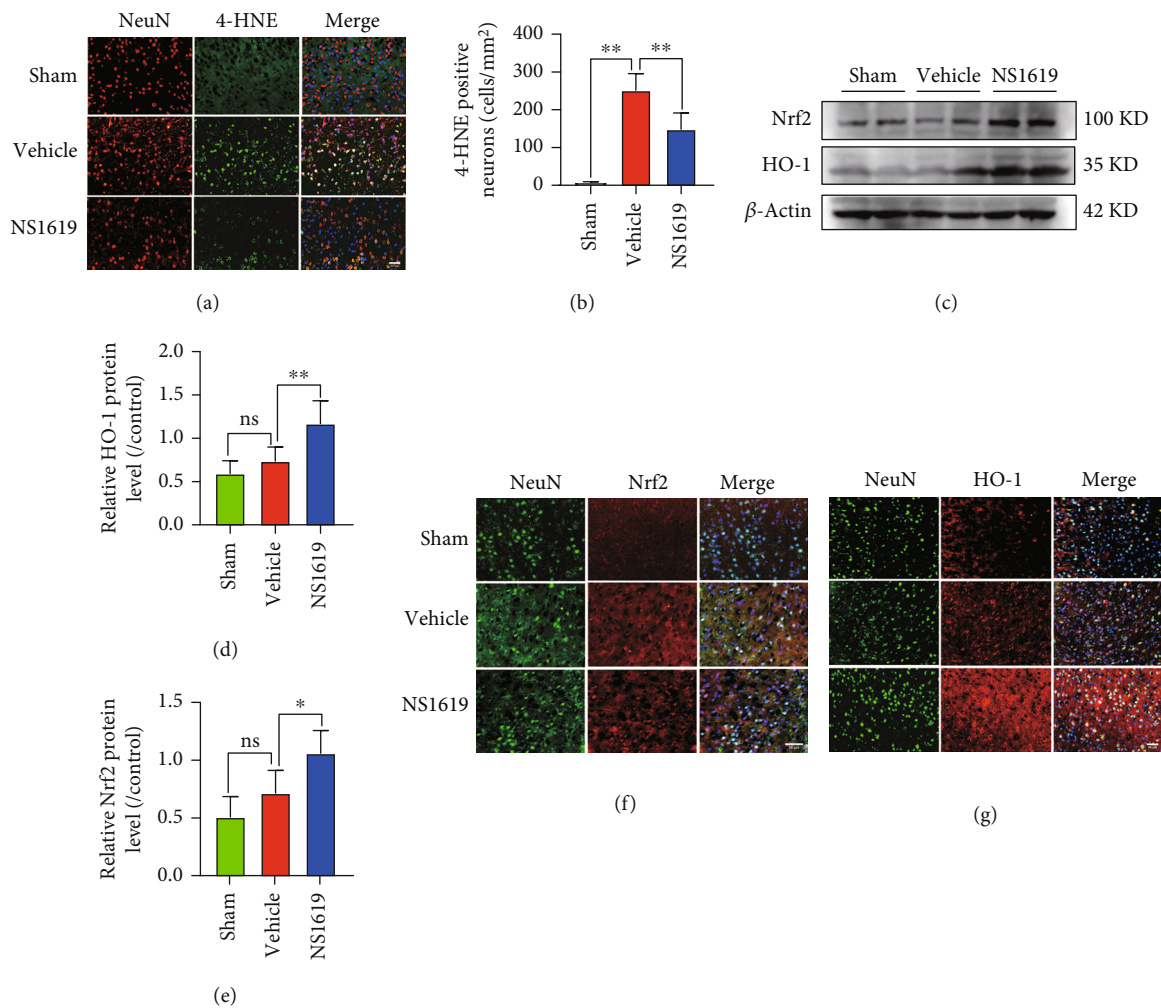 NeuN 4-HNE Merge
Sham
Vehicle
NS1619
(a)
4-HNE positive
neurons (cells/mm²)
400
300
200
100
0
** **
Sham
Vehicle
NS1619
(b)
Sham Vehicle NS1619
Nrf2 100 KD
HO-1 35 KD
β-Actin 42 KD
(c)
Relative HO-1 protein
level (/control)
2.0
1.5
1.0
0.5
0.0
ns
**
Sham
Vehicle
NS1619
(d)
Relative Nrf2 protein
level (/control)
1.5
1.0
0.5
0.0
ns
*
Sham
Vehicle
NS1619
(e)
NeuN Nrf2 Merge
Sham
Vehicle
NS1619
(f)
NeuN HO-1 Merge
(g)